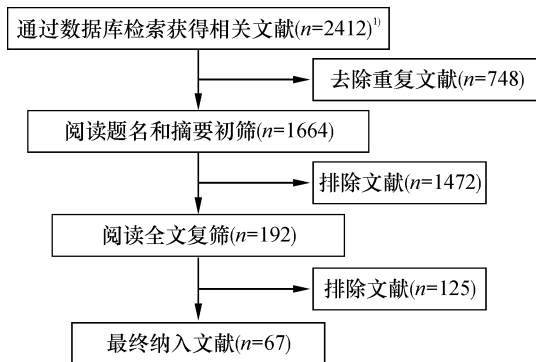 通过数据库检索获得相关文献(n=2412)¹⁾
去除重复文献(n=748)
阅读题名和摘要初筛(n=1664)
排除文献(n=1472)
阅读全文复筛(n=192)
排除文献(n=125)
最终纳入文献(n=67)